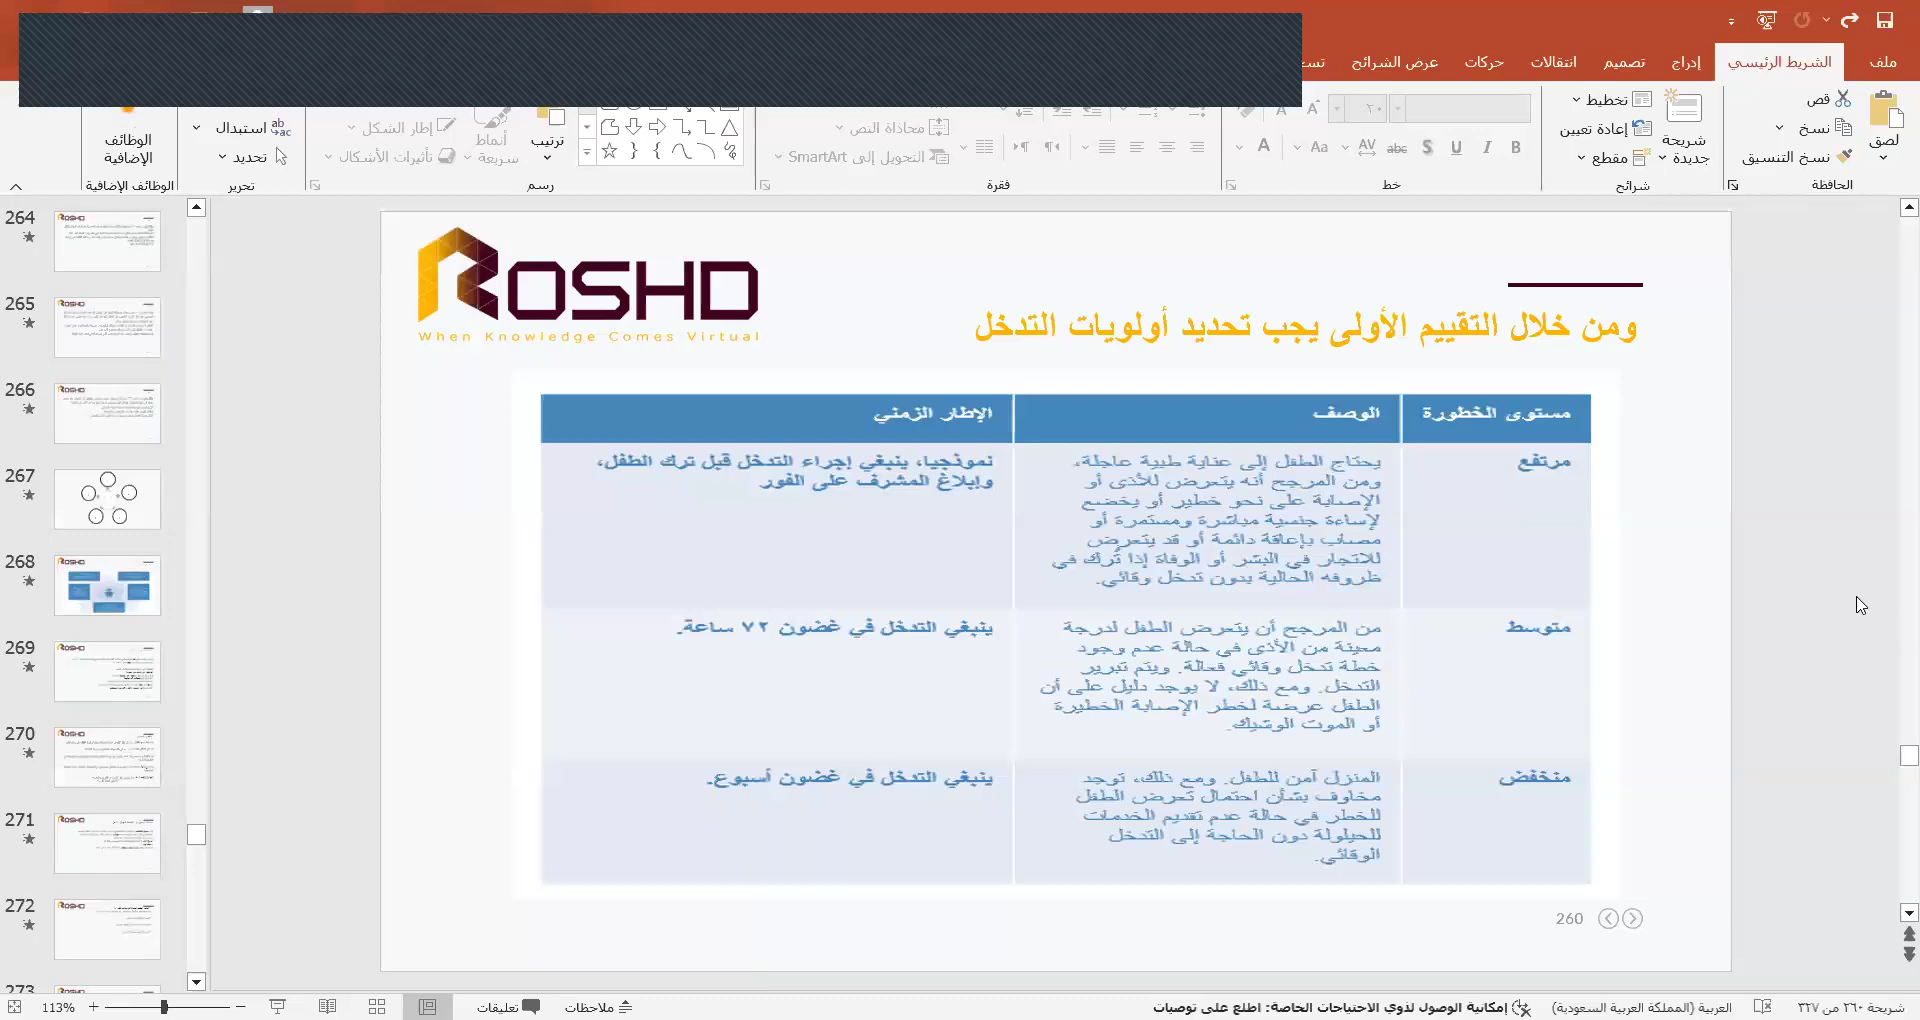 ملف
الشريط الرئيسي
إدراج
تصميم
انتقالات
حركات
عرض الشرائح
لصق
قص
نسخ
نسخ التنسيق
الحافظة
شريحة
جديدة
تخطيط
إعادة تعيين
مقطع
شرائح
خط
محاذاة النص
التحويل إلى SmartArt
فقرة
ترتيب
أنماط
سريعة
إطار الشكل
تأثيرات الأشكال
رسم
استبدال
تحديد
تحرير
الوظائف
الإضافية
الوظائف الإضافية
ROSHD
When Knowledge Comes Virtual
ومن خلال التقييم الأولى يجب تحديد أولويات التدخل
مستوى الخطورة
الوصف
الإطار الزمني
مرتفع
يحتاج الطفل إلى عناية طبية عاجلة،
ومن المرجح أنه يتعرض للأذى أو
الإصابة على نحو خطير أو يخضع
لإساءة جنسية مباشرة ومستمرة أو
مصاب بإعاقة دائمة أو قد يتعرض
للاتجار في البشر أو الوفاة إذا تُرك في
ظروفه الحالية بدون تدخل وقائي.
نموذجيا، ينبغي إجراء التدخل قبل ترك الطفل،
وإبلاغ المشرف على الفور.
متوسط
من المرجح أن يتعرض الطفل لدرجة
معينة من الأذى في حالة عدم وجود
خطة تدخل وقائي فعالة. ويتم تبرير
التدخل. ومع ذلك، لا يوجد دليل على أن
الطفل عرضة لخطر الإصابة الخطيرة
أو الموت الوشيك.
ينبغي التدخل في غضون ٧٢ ساعة.
منخفض
المنزل آمن للطفل. ومع ذلك، توجد
مخاوف بشأن احتمال تعرض الطفل
للخطر في حالة عدم تقديم الخدمات
للحيلولة دون الحاجة إلى التدخل
الوقائي.
ينبغي التدخل في غضون أسبوع.
260
264
265
266
267
268
269
270
271
272
273
شريحة ٢٦٠ من ٣٢٧
العربية (المملكة العربية السعودية)
إمكانية الوصول لذوي الاحتياجات الخاصة: اطلع على توصيات
ملاحظات
تعليقات
113%